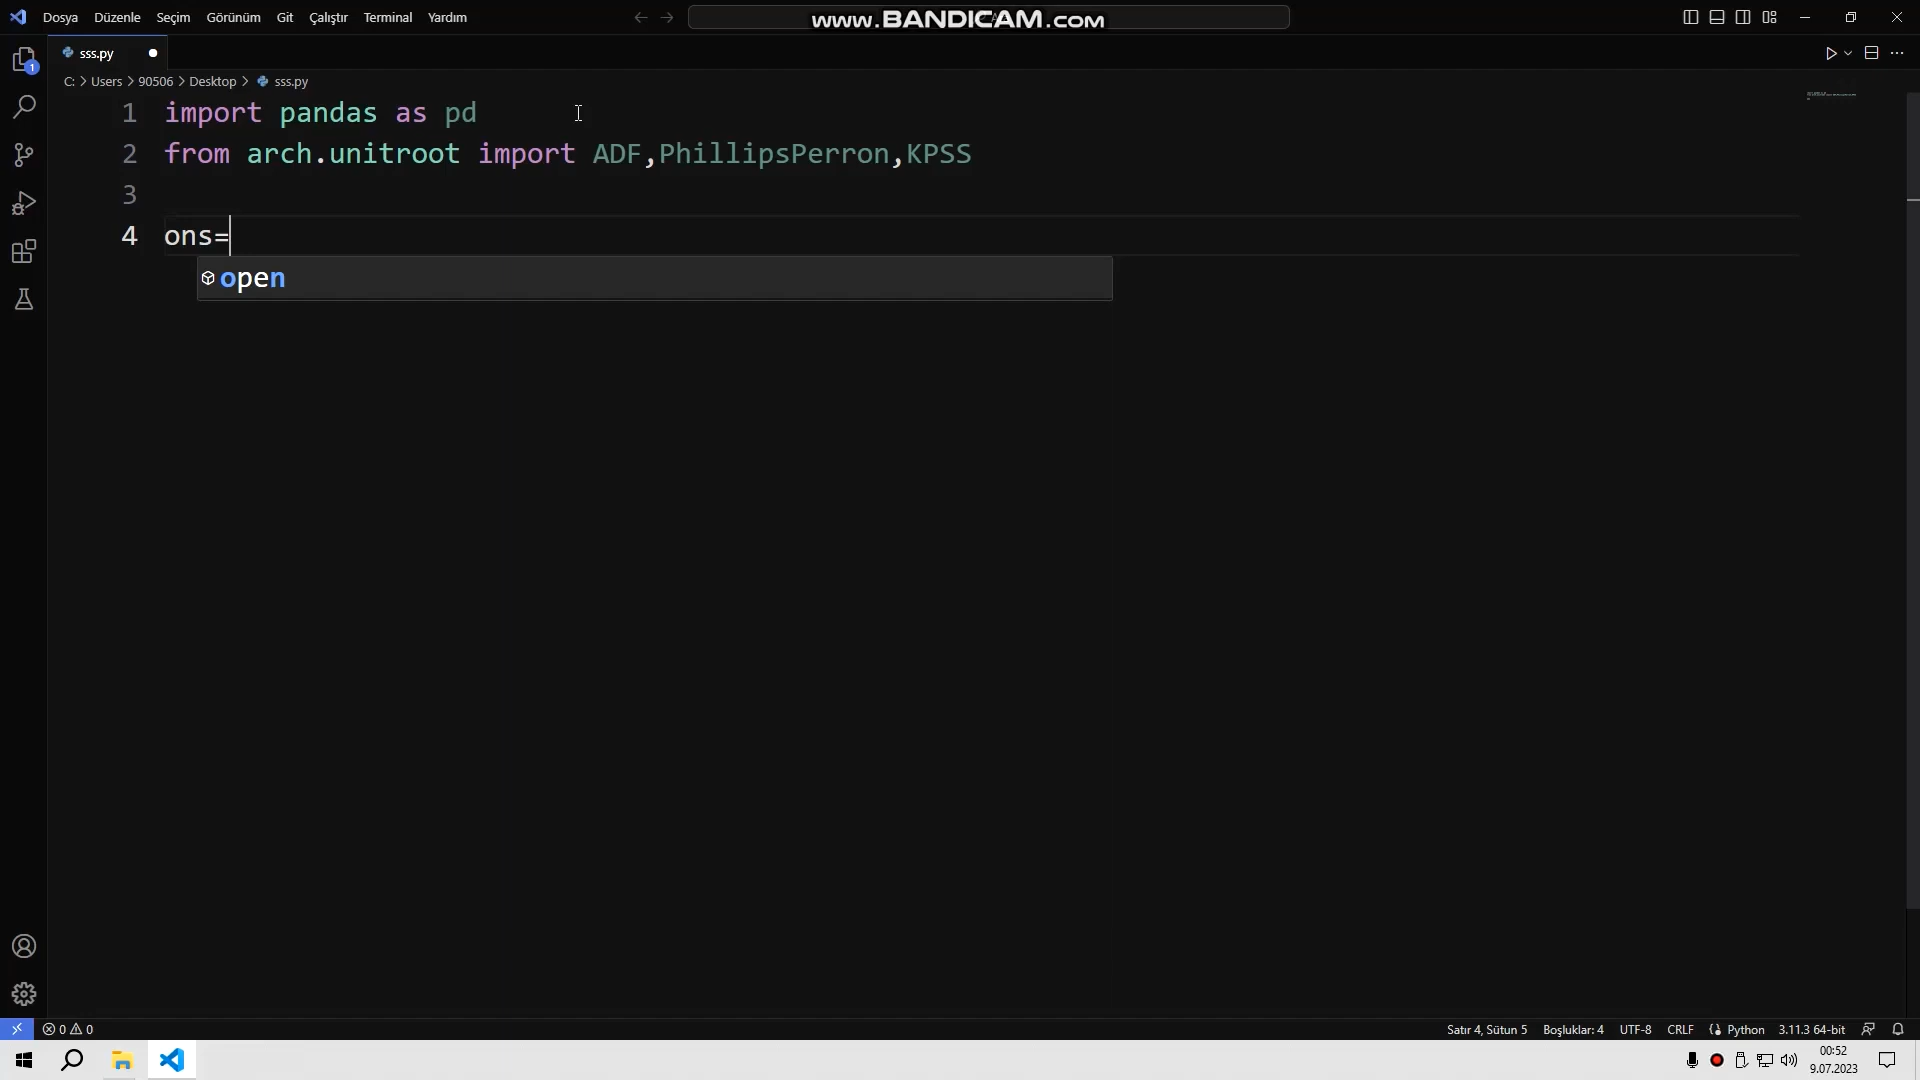 Dosya Düzenle Seçim Görünüm Git Çalıştır Terminal Yardım
www.BANDICAM.com
sss.py
1
C: > Users > 90506 > Desktop > sss.py
1 import pandas as pd
2 from arch.unitroot import ADF,PhillipsPerron,KPSS
3
4 ons=
open
0 0
Satır 4, Sütun 5 Boşluklar: 4 UTF-8 CRLF Python 3.11.3 64-bit
00:52
9.07.2023